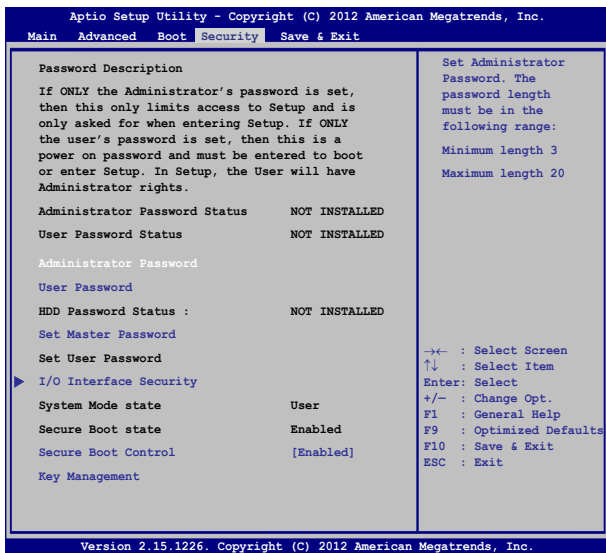 Aptio Setup Utility - Copyright (C) 2012 American Megatrends, Inc.
Main Advanced Boot Security Save & Exit
Password Description
If ONLY the Administrator's password is set,
then this only limits access to Setup and is
only asked for when entering Setup. If ONLY
the user's password is set, then this is a
power on password and must be entered to boot
or enter Setup. In Setup, the User will have
Administrator rights.
Administrator Password Status NOT INSTALLED
User Password Status NOT INSTALLED
Administrator Password
User Password
HDD Password Status : NOT INSTALLED
Set Master Password
Set User Password
I/O Interface Security
System Mode state User
Secure Boot state Enabled
Secure Boot Control [Enabled]
Key Management
Set Administrator
Password. The
password length
must be in the
following range:
Minimum length 3
Maximum length 20
→← : Select Screen
↑↓ : Select Item
Enter: Select
+/— : Change Opt.
F1 : General Help
F9 : Optimized Defaults
F10 : Save & Exit
ESC : Exit
Version 2.15.1226. Copyright (C) 2012 American Megatrends, Inc.